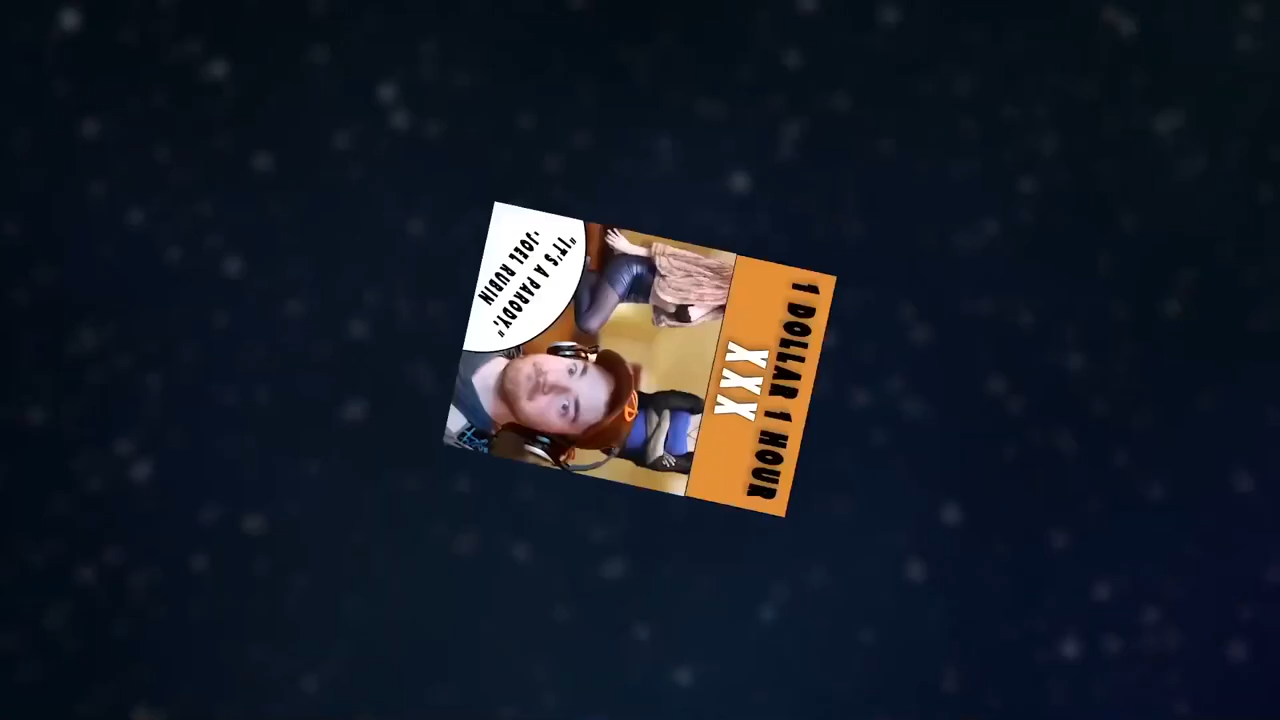 1 DOLLAR 1 HOUR
XXX
"IT'S A PARODY,"
-JOEL RUBIN